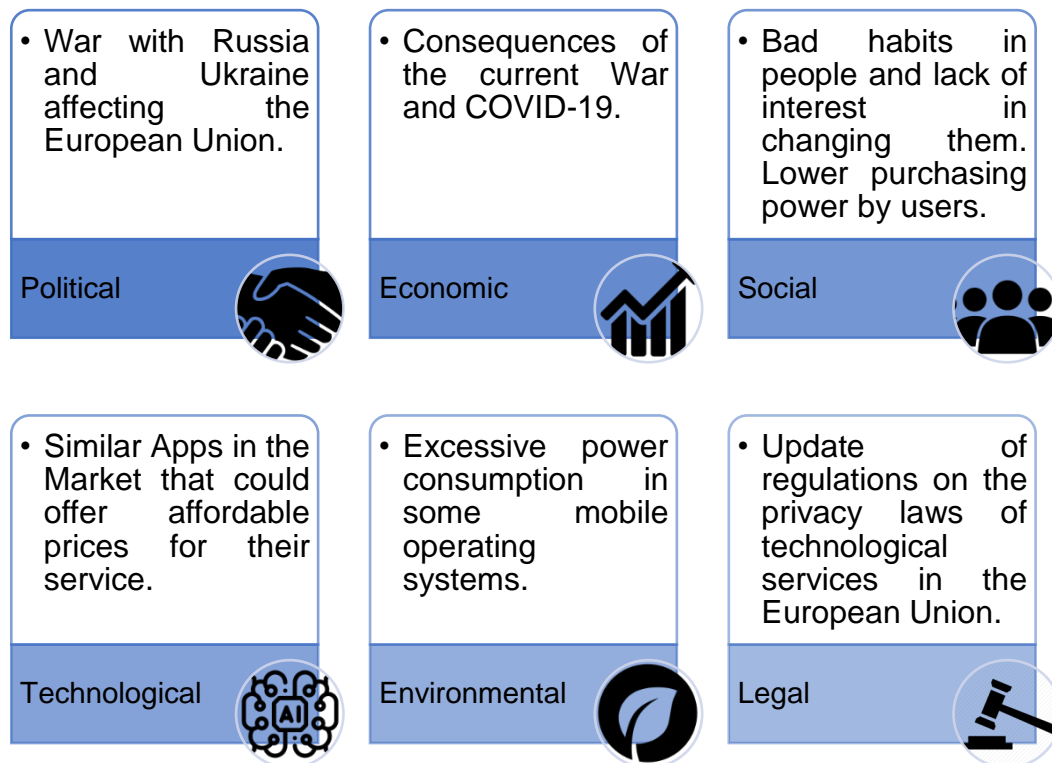 • War with Russia
and Ukraine
affecting the
European Union.
Political
• Consequences of
the current War
and COVID-19.
Economic
• Bad habits in
people and lack of
interest in
changing them.
Lower purchasing
power by users.
Social
• Similar Apps in the
Market that could
offer affordable
prices for their
service.
Technological
AI
• Excessive power
consumption in
some mobile
operating
systems.
Environmental
• Update of
regulations on the
privacy laws of
technological
services in the
European Union.
Legal